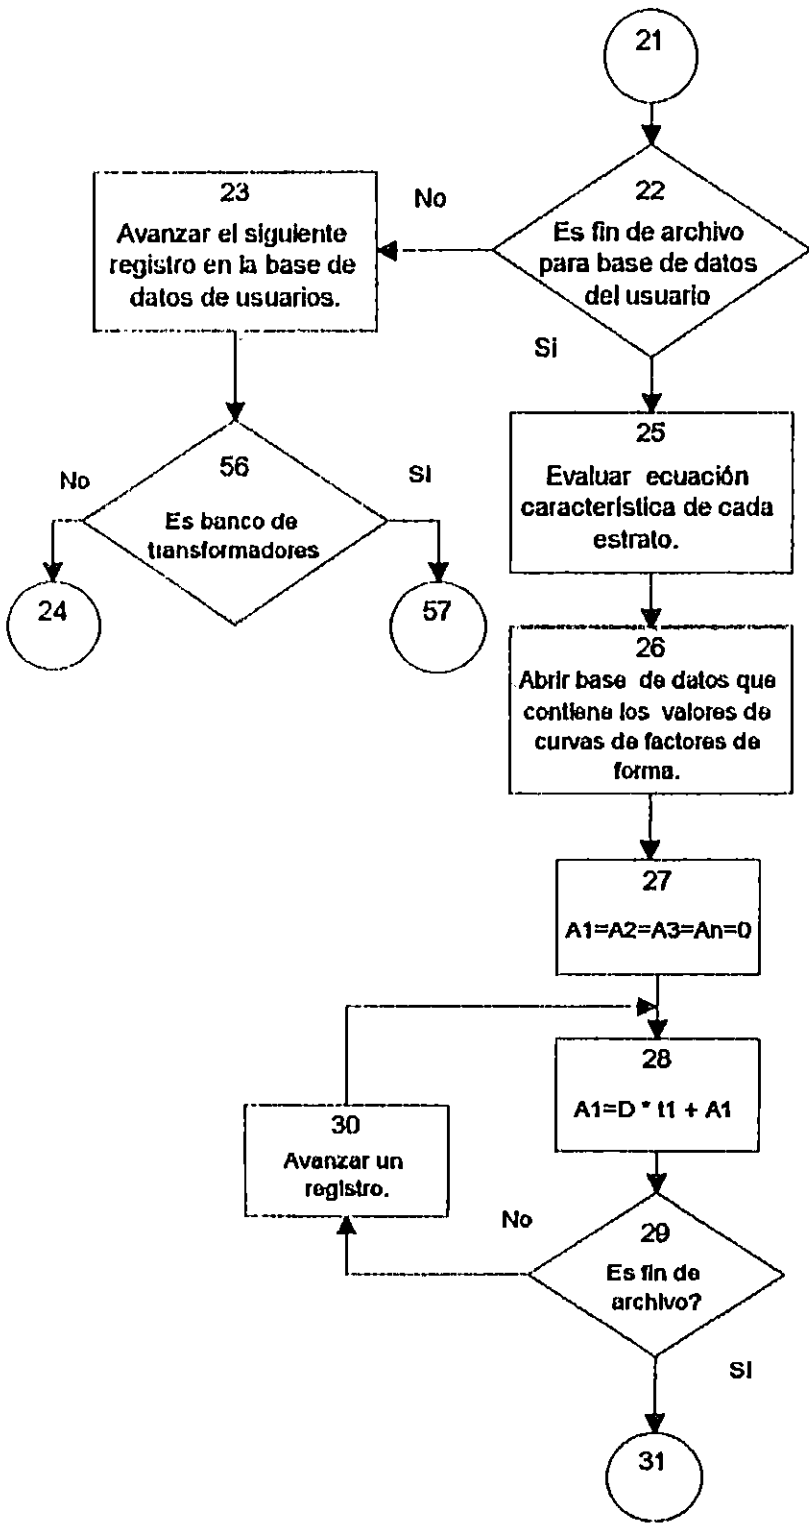 21
22
Es fin de archivo
para base de datos
del usuario
No
Si
23
Avanzar el siguiente
registro en la base de
datos de usuarios.
56
Es banco de
transformadores
No
SI
24
57
25
Evaluar ecuación
característica de cada
estrato.
26
Abrir base de datos que
contiene los valores de
curvas de factores de
forma.
27
A1=A2=A3=An=0
28
A1=D * t1 + A1
30
Avanzar un
registro.
No
29
Es fin de
archivo?
SI
31